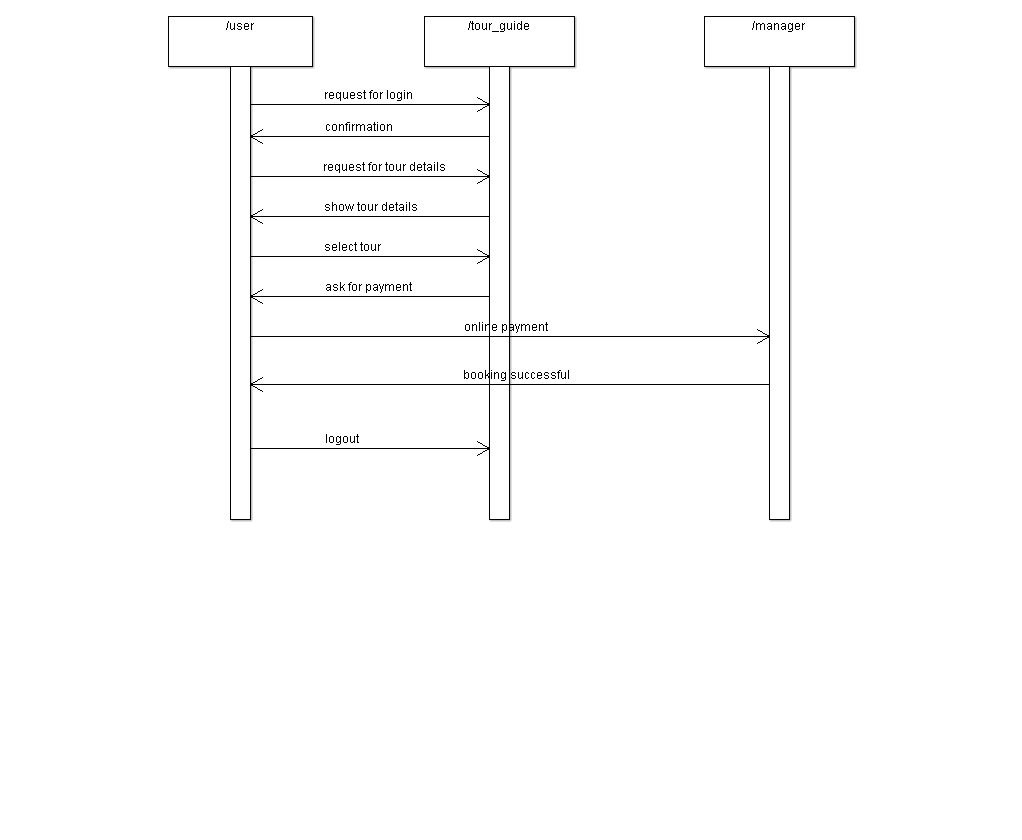 /user
/tour_guide
/manager
request for login
confirmation
request for tour details
show tour details
select tour
ask for payment
online payment
booking successful
logout